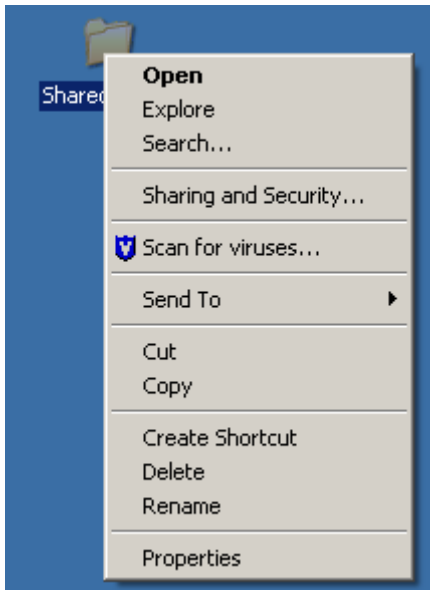 Shared
Open
Explore
Search...
Sharing and Security...
Scan for viruses...
Send To
Cut
Copy
Create Shortcut
Delete
Rename
Properties